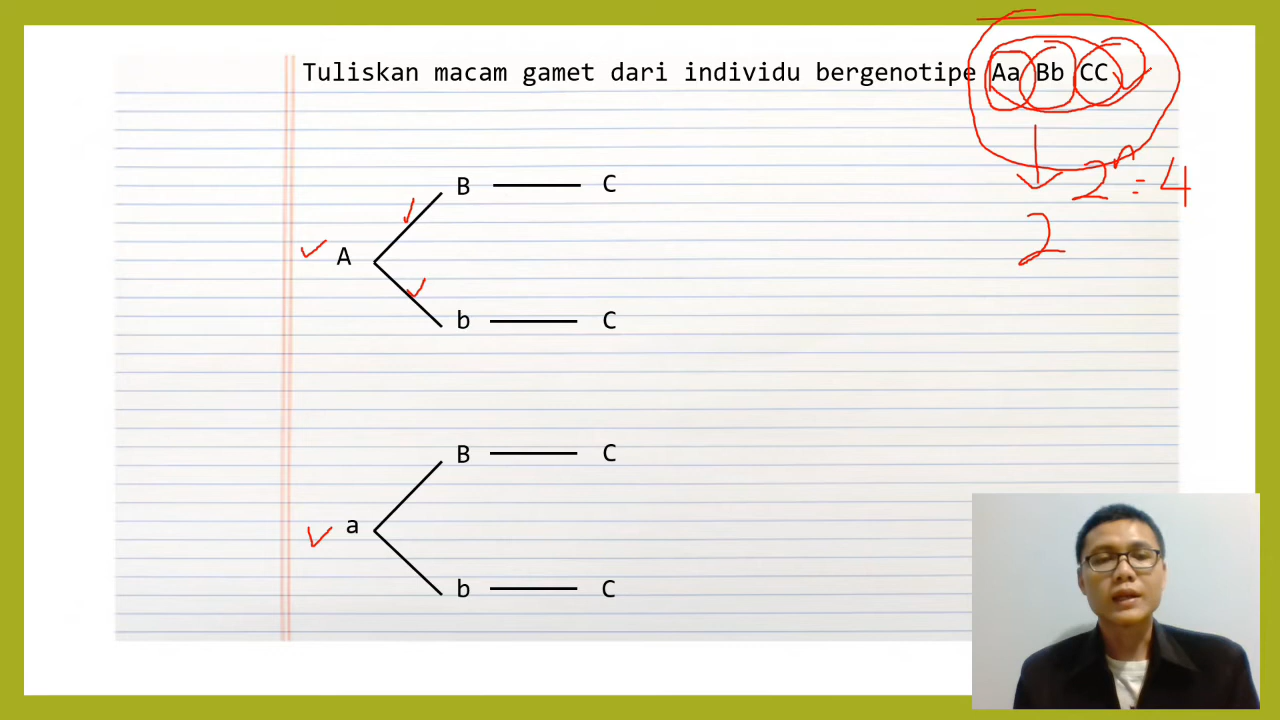 Tuliskan macam gamet dari individu bergenotipe Aa Bb CC
2ⁿ = 4
B C
2
A
b C
B C
a
b C